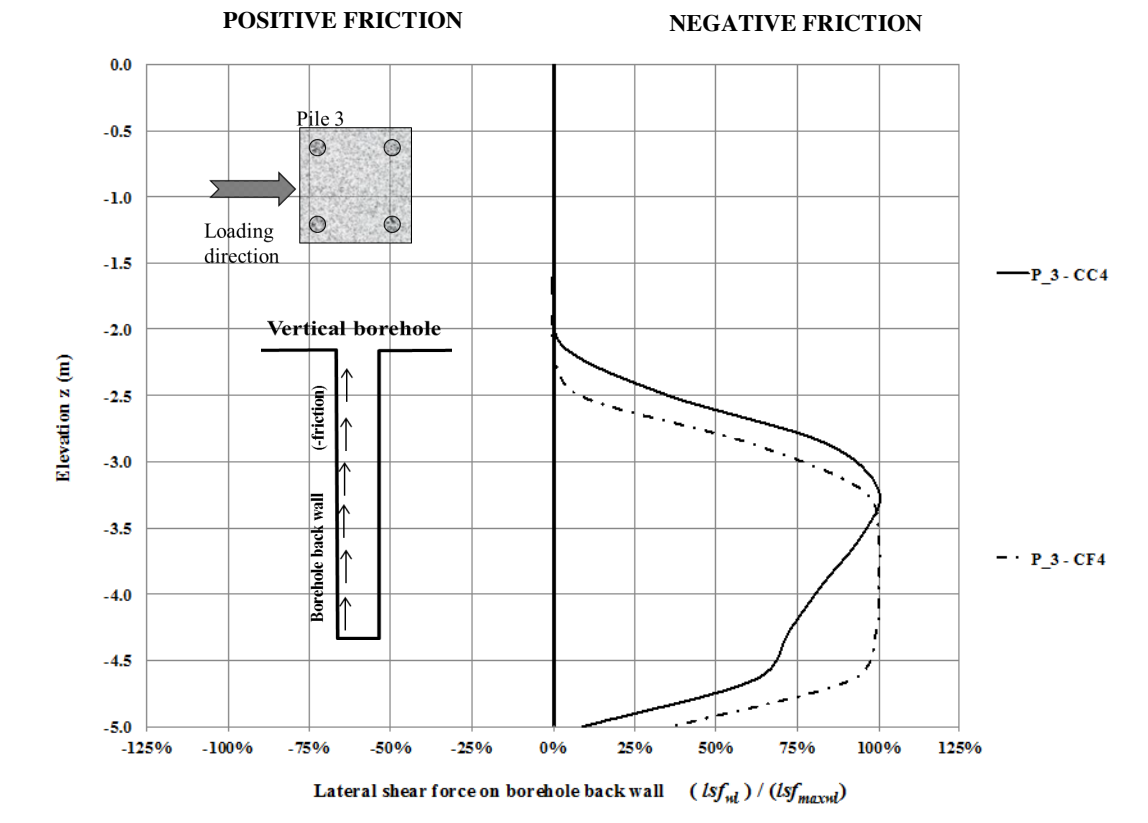 POSITIVE FRICTION
NEGATIVE FRICTION
0.0
-0.5
-1.0
-1.5
-2.0
-2.5
-3.0
-3.5
-4.0
-4.5
-5.0
Elevation z (m)
Pile 3
Loading
direction
Vertical borehole
(-friction)
Borehole back wall
P_3 - CC4
P_3 - CF4
-125% -100% -75% -50% -25% 0% 25% 50% 75% 100% 125%
Lateral shear force on borehole back wall ( lsf_nl ) / (lsf_maxnl)